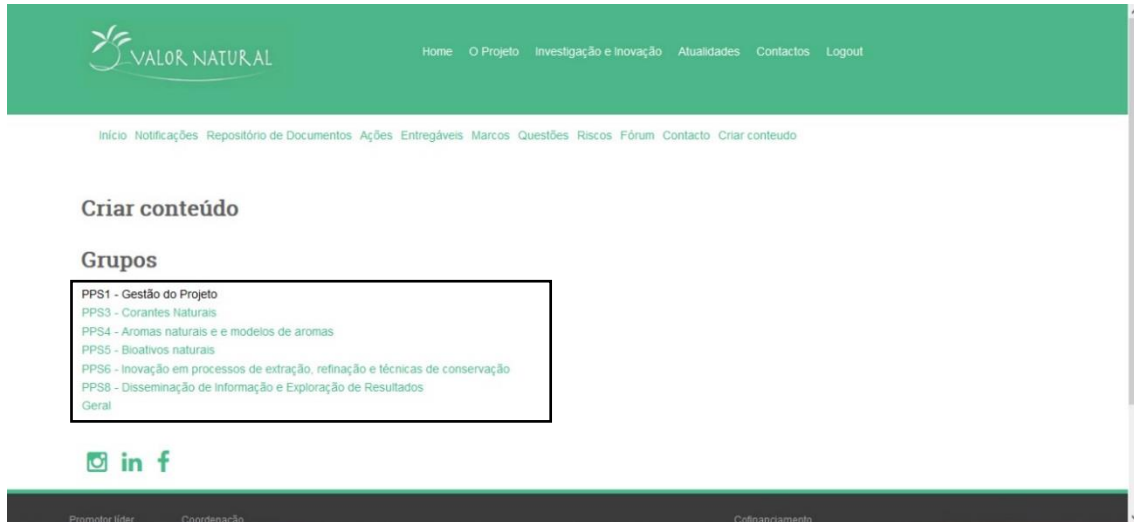 VALOR NATURAL
Home O Projeto Investigação e Inovação Atualidades Contactos Logout
Início Notificações Repositório de Documentos Ações Entregáveis Marcos Questões Riscos Fórum Contacto Criar conteudo
Criar conteúdo
Grupos
PPS1 - Gestão do Projeto
PPS3 - Corantes Naturais
PPS4 - Aromas naturais e e modelos de aromas
PPS5 - Bioativos naturais
PPS6 - Inovação em processos de extração, refinação e técnicas de conservação
PPS8 - Disseminação de Informação e Exploração de Resultados
Geral
in f
Promotor líder Coordenação Cofinanciamento